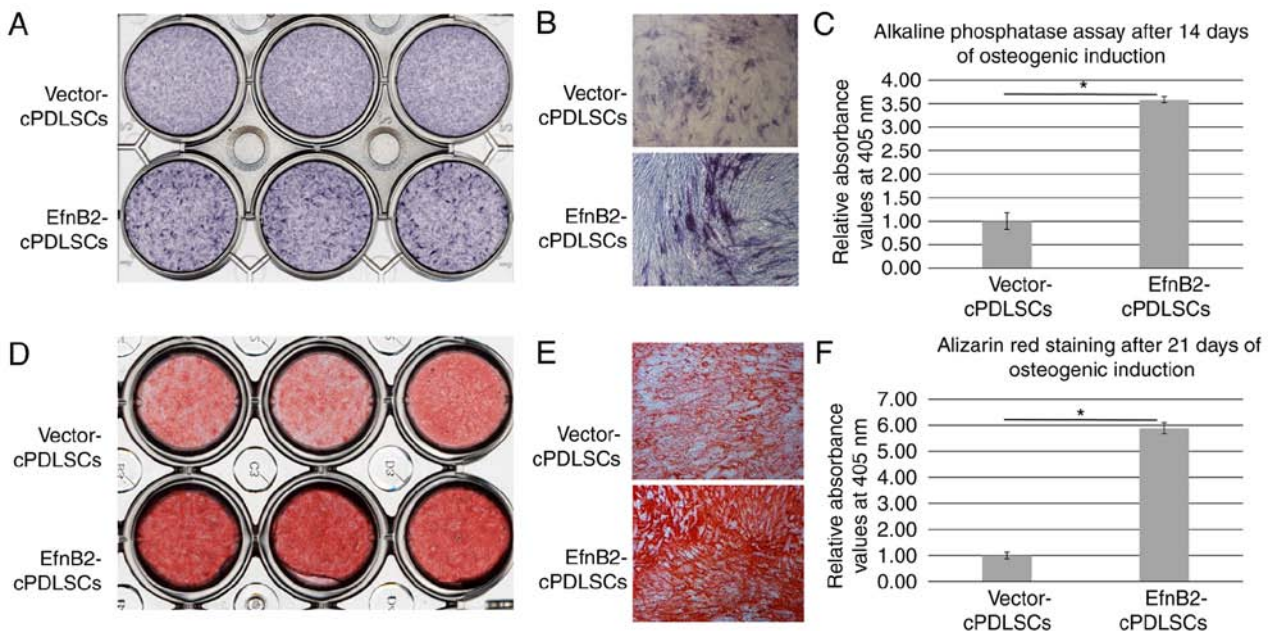 A
Vector-
cPDLSCs
EfnB2-
cPDLSCs
B
Vector-
cPDLSCs
EfnB2-
cPDLSCs
C
Alkaline phosphatase assay after 14 days
of osteogenic induction
Relative absorbance
values at 405 nm
4.00
3.50
3.00
2.50
2.00
1.50
1.00
0.50
0.00
*
Vector-
cPDLSCs
EfnB2-
cPDLSCs
D
Vector-
cPDLSCs
EfnB2-
cPDLSCs
C3
D3
E
Vector-
cPDLSCs
EfnB2-
cPDLSCs
F
Alizarin red staining after 21 days of
osteogenic induction
Relative absorbance
values at 405 nm
7.00
6.00
5.00
4.00
3.00
2.00
1.00
0.00
*
Vector-
cPDLSCs
EfnB2-
cPDLSCs